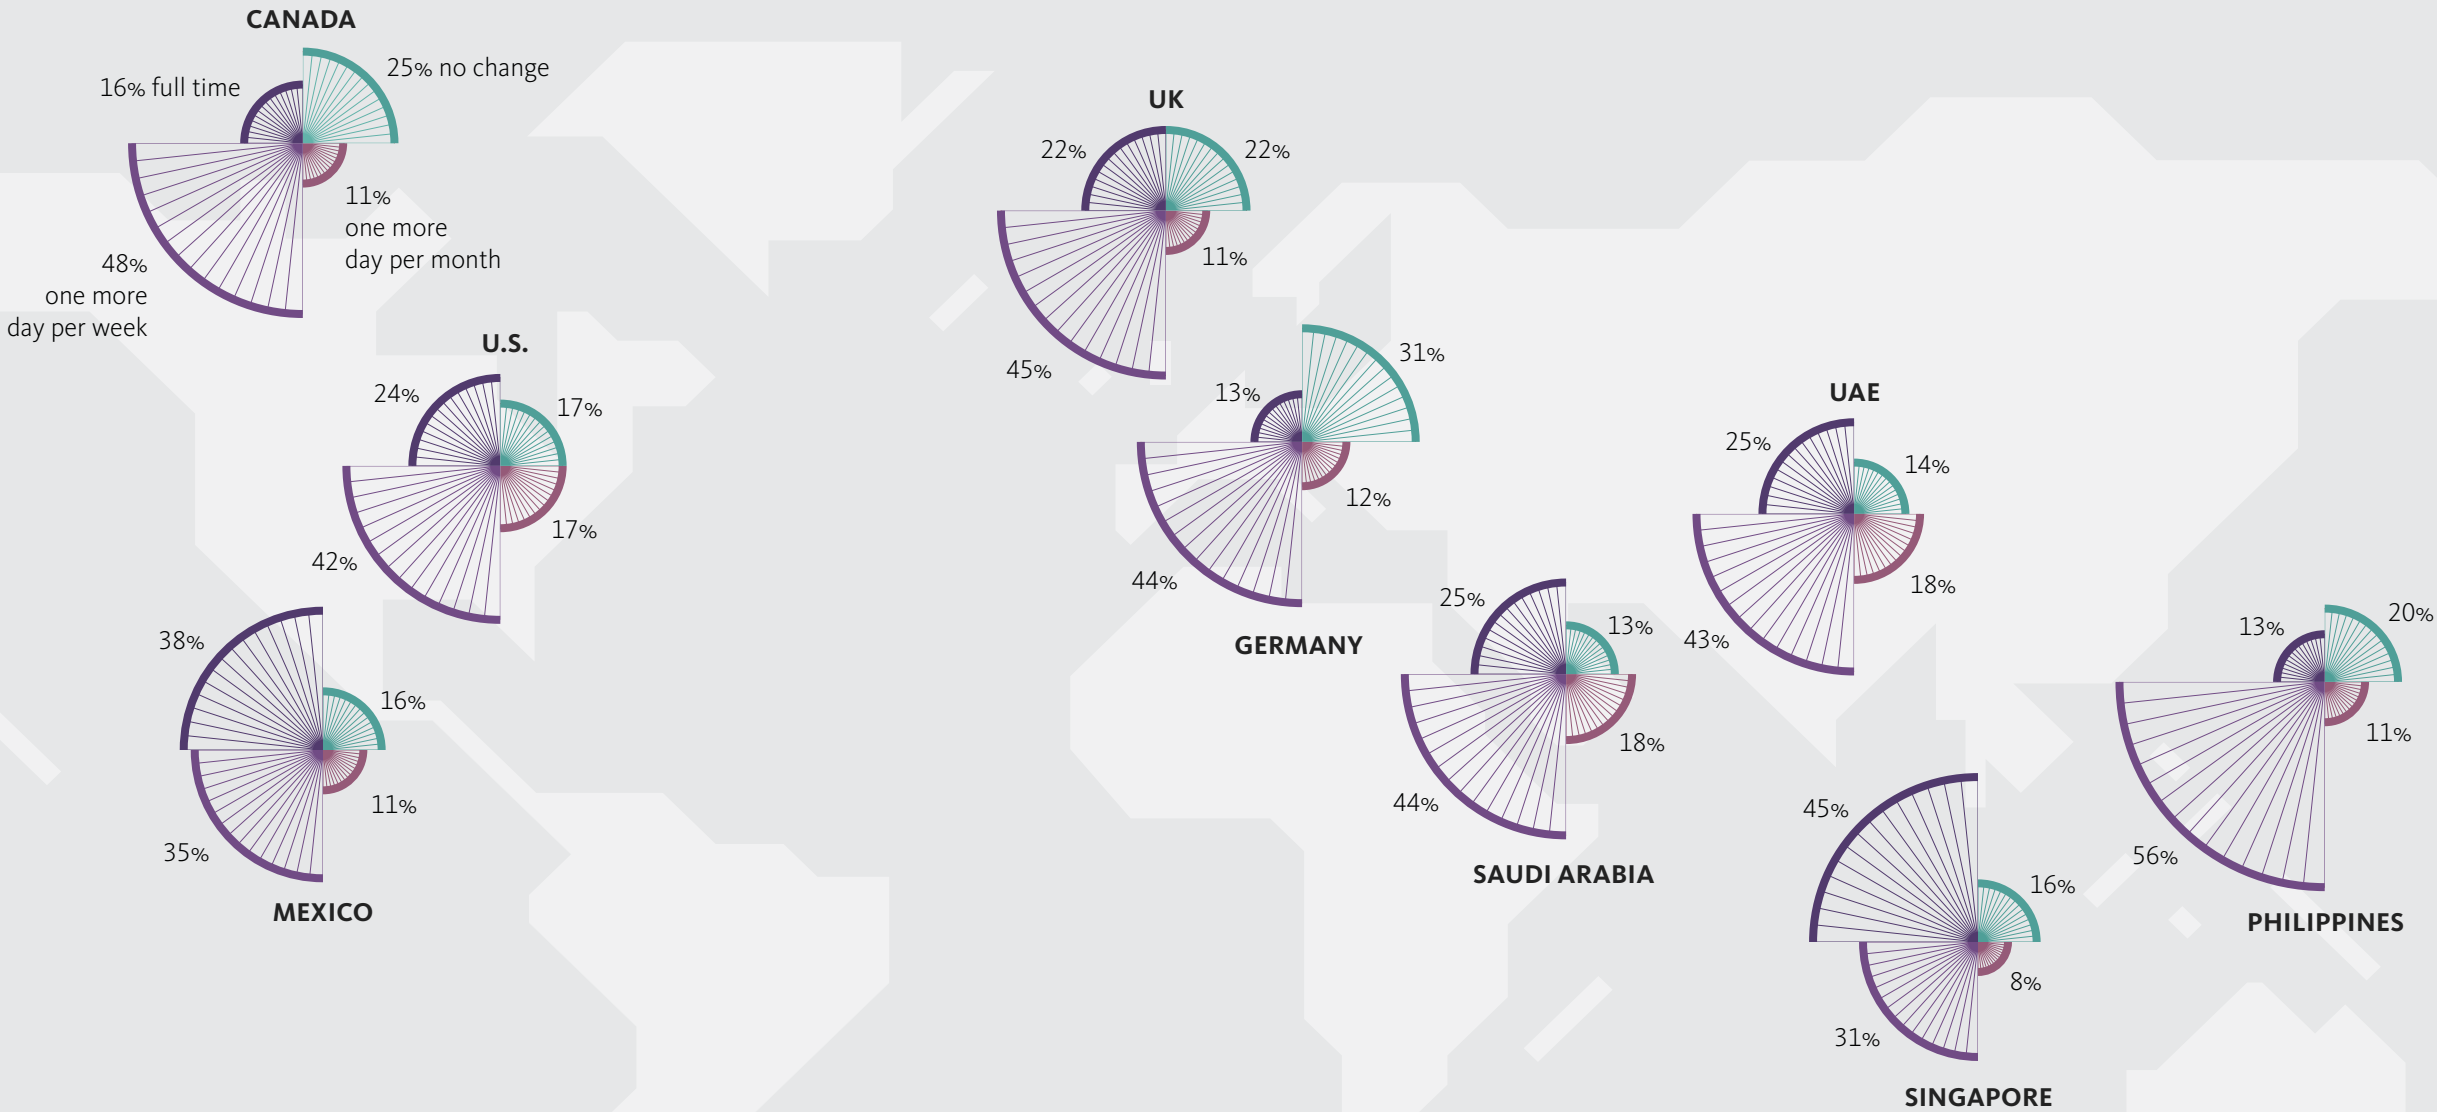 CANADA
16% full time
25% no change
11%
one more
day per month
48%
one more
day per week
U.S.
24%
17%
17%
42%
38%
16%
11%
35%
MEXICO
UK
22%
22%
11%
45%
13%
31%
12%
44%
GERMANY
25%
13%
18%
44%
SAUDI ARABIA
UAE
25%
14%
18%
43%
13%
20%
11%
56%
PHILIPPINES
45%
16%
8%
31%
SINGAPORE